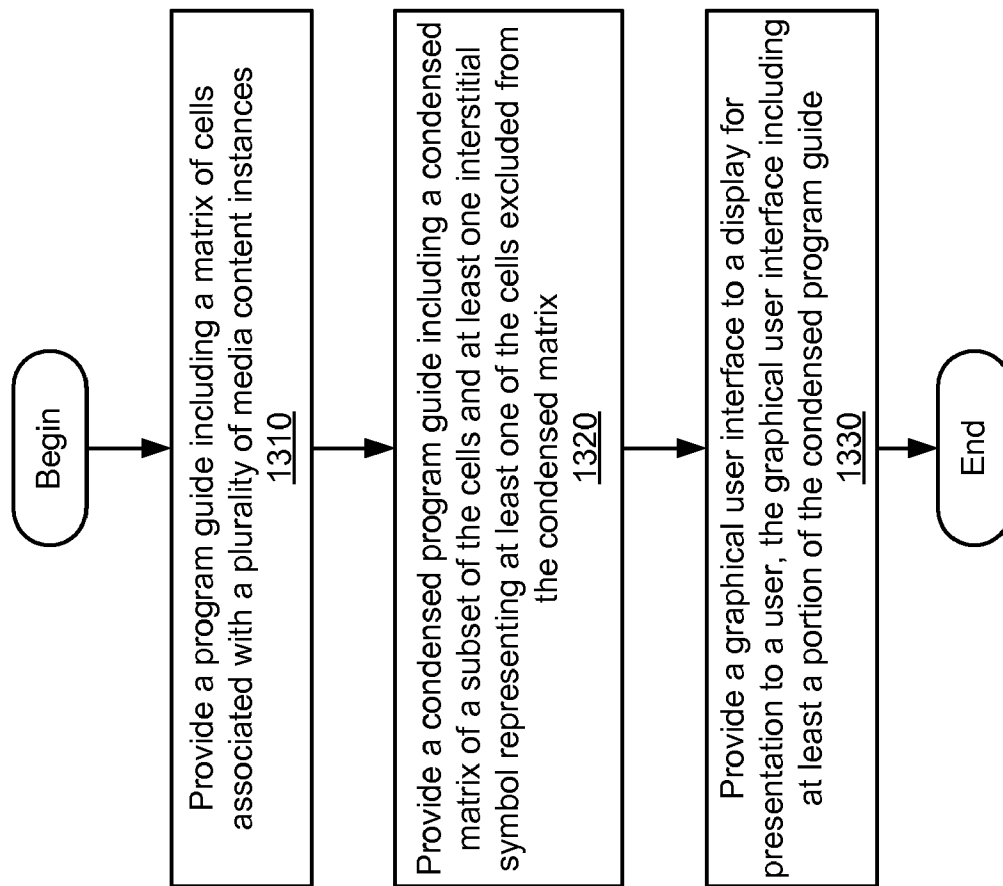 Begin
Provide a program guide including a matrix of cells
associated with a plurality of media content instances
1310
Provide a condensed program guide including a condensed
matrix of a subset of the cells and at least one interstitial
symbol representing at least one of the cells excluded from
the condensed matrix
1320
Provide a graphical user interface to a display for
presentation to a user, the graphical user interface including
at least a portion of the condensed program guide
1330
End